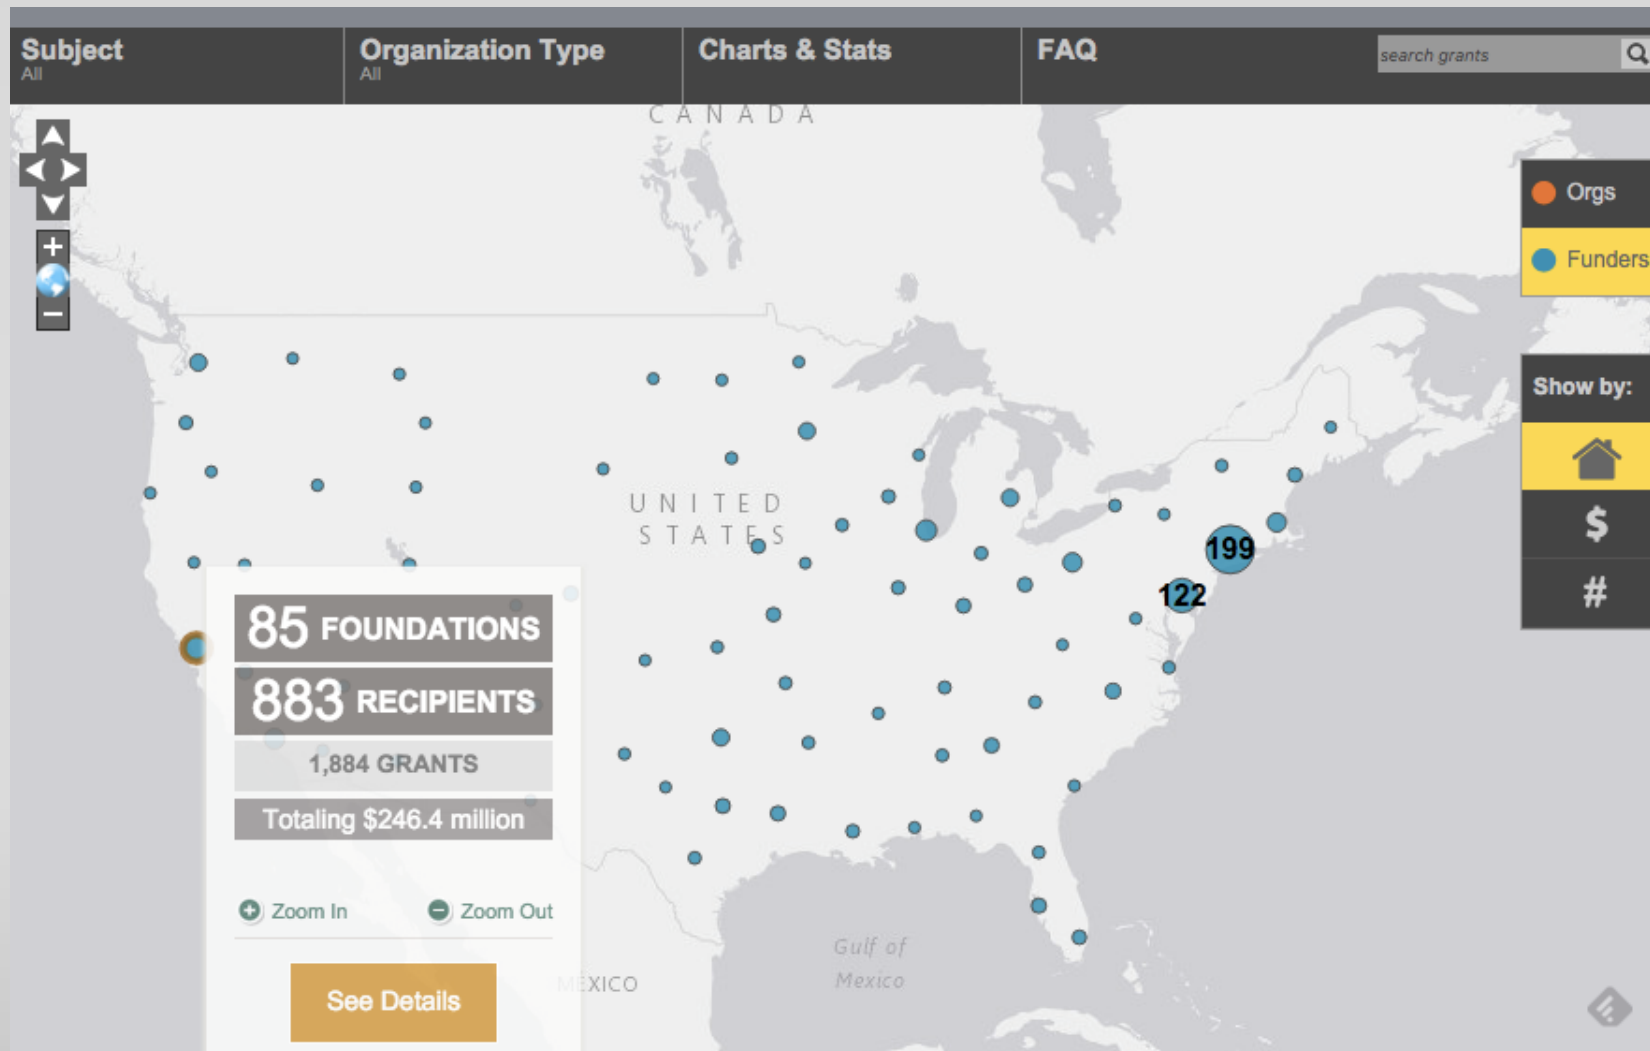 Subject
All
Organization Type
All
Charts & Stats
FAQ
search grants
CANADA
Orgs
Funders
Show by:
$
#
UNITED
STATES
199
122
85 FOUNDATIONS
883 RECIPIENTS
1,884 GRANTS
Totaling $246.4 million
Zoom In
Zoom Out
See Details
MEXICO
Gulf of
Mexico